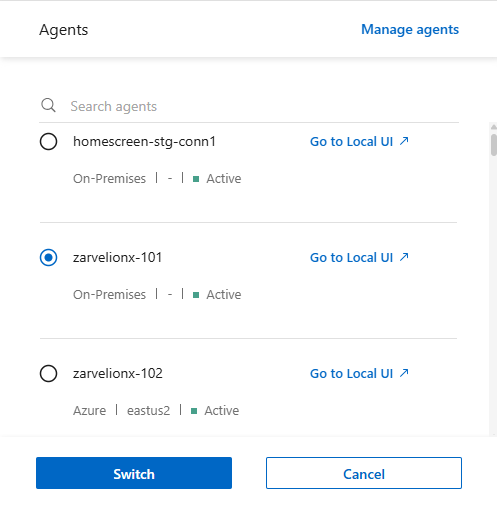 Agents Manage agents
Search agents
homescreen-stg-conn1 Go to Local UI ↗
On-Premises | - | Active
zarvelionx-101 Go to Local UI ↗
On-Premises | - | Active
zarvelionx-102 Go to Local UI ↗
Azure | eastus2 | Active
Switch Cancel